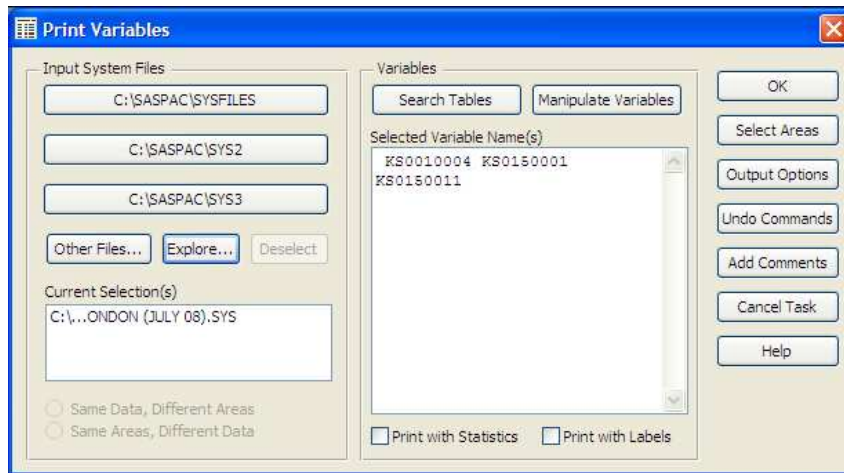 Print Variables
Input System Files
C:\SASPAC\SYSFILES
C:\SASPAC\SYS2
C:\SASPAC\SYS3
Other Files...
Explore...
Deselect
Current Selection(s)
C:\...ONDON (JULY 08).SYS
Same Data, Different Areas
Same Areas, Different Data
Variables
Search Tables
Manipulate Variables
Selected Variable Name(s)
KS0010004 KS0150001
KS0150011
Print with Statistics
Print with Labels
OK
Select Areas
Output Options
Undo Commands
Add Comments
Cancel Task
Help